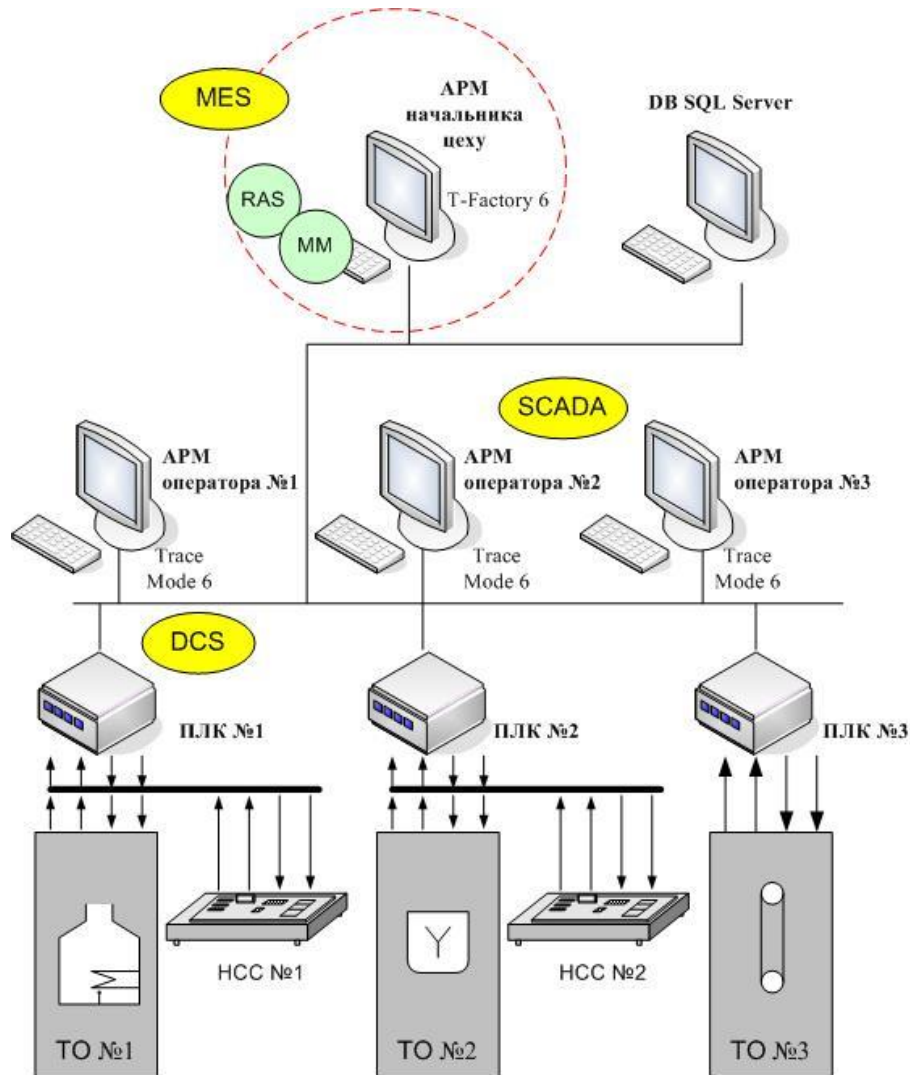 MES
АРМ
начальника
цеху
DB SQL Server
T-Factory 6
RAS
MM
SCADA
АРМ
оператора №1
АРМ
оператора №2
АРМ
оператора №3
Trace
Mode 6
Trace
Mode 6
Trace
Mode 6
DCS
ПЛК №1
ПЛК №2
ПЛК №3
НСС №1
НСС №2
ТО №1
ТО №2
ТО №3